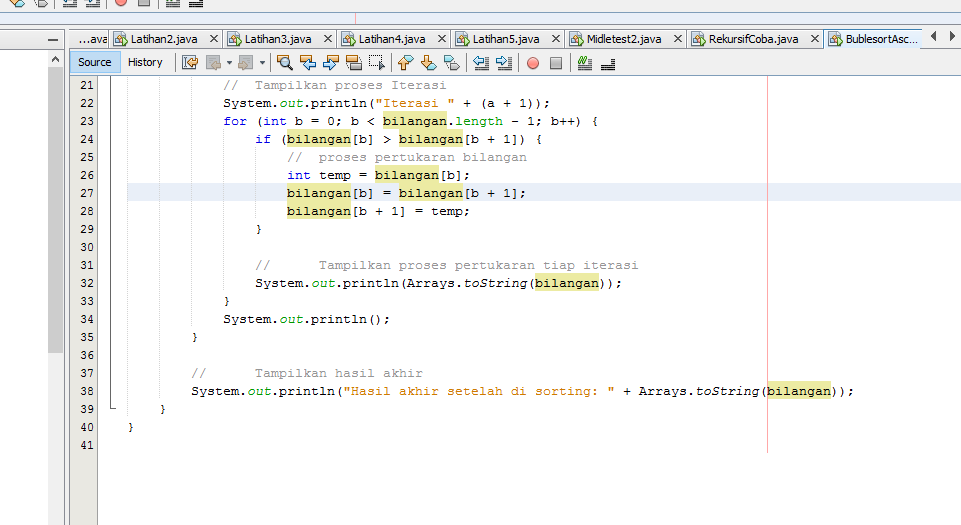 ...ava Latihan2.java Latihan3.java Latihan4.java Latihan5.java Midletest2.java RekursifCoba.java BublesortAsc...
Source History
21 // Tampilkan proses Iterasi
22 System.out.println("Iterasi " + (a + 1));
23 for (int b = 0; b < bilangan.length - 1; b++) {
24 if (bilangan[b] > bilangan[b + 1]) {
25 // proses pertukaran bilangan
26 int temp = bilangan[b];
27 bilangan[b] = bilangan[b + 1];
28 bilangan[b + 1] = temp;
29 }
30
31 // Tampilkan proses pertukaran tiap iterasi
32 System.out.println(Arrays.toString(bilangan));
33 }
34 System.out.println();
35 }
36
37 // Tampilkan hasil akhir
38 System.out.println("Hasil akhir setelah di sorting: " + Arrays.toString(bilangan));
39 }
40 }
41